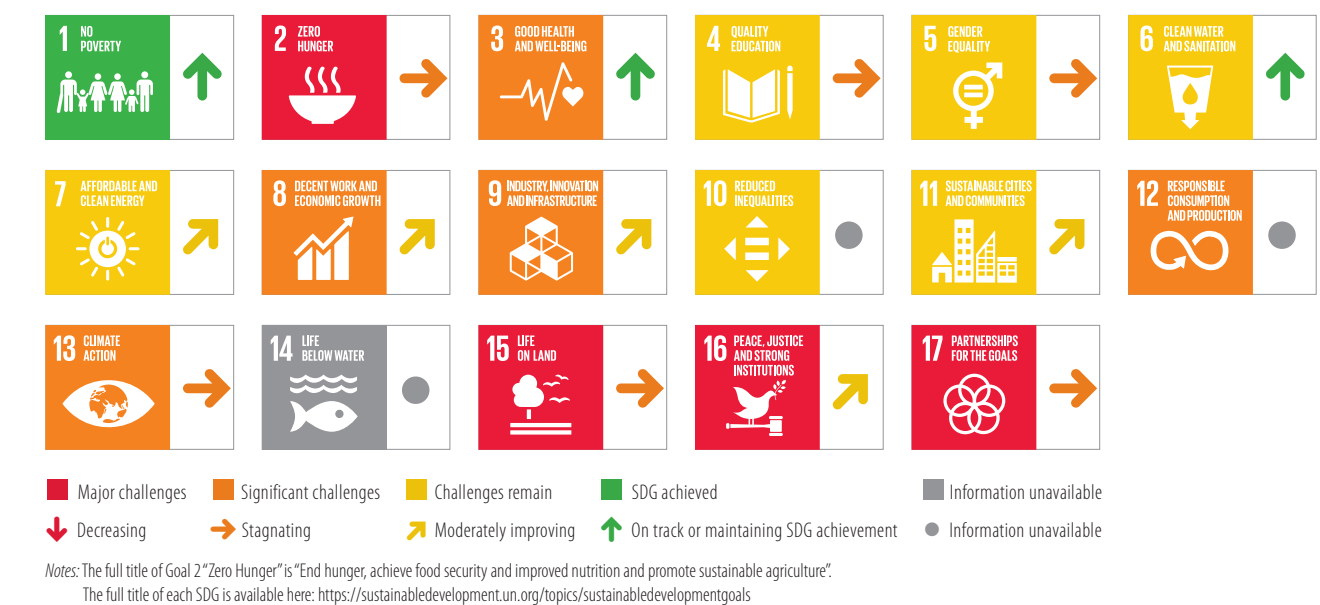 1 NO POVERTY
2 ZERO HUNGER
3 GOOD HEALTH AND WELL-BEING
4 QUALITY EDUCATION
5 GENDER EQUALITY
6 CLEAN WATER AND SANITATION
7 AFFORDABLE AND CLEAN ENERGY
8 DECENT WORK AND ECONOMIC GROWTH
9 INDUSTRY, INNOVATION AND INFRASTRUCTURE
10 REDUCED INEQUALITIES
11 SUSTAINABLE CITIES AND COMMUNITIES
12 RESPONSIBLE CONSUMPTION AND PRODUCTION
13 CLIMATE ACTION
14 LIFE BELOW WATER
15 LIFE ON LAND
16 PEACE, JUSTICE AND STRONG INSTITUTIONS
17 PARTNERSHIPS FOR THE GOALS
Major challenges Significant challenges Challenges remain SDG achieved Information unavailable
Decreasing Stagnating Moderately improving On track or maintaining SDG achievement Information unavailable
Notes: The full title of Goal 2 “Zero Hunger” is “End hunger, achieve food security and improved nutrition and promote sustainable agriculture”.
The full title of each SDG is available here: https://sustainabledevelopment.un.org/topics/sustainabledevelopmentgoals